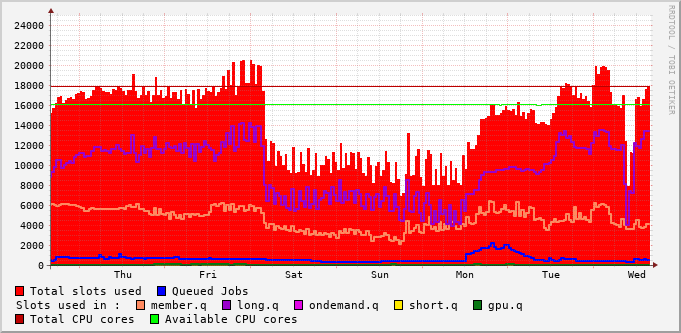 24000
22000
20000
18000
16000
14000
12000
10000
8000
6000
4000
2000
0
Thu Fri Sat Sun Mon Tue Wed
RRDTOOL / TOBI OETIKER
Total slots used Queued Jobs
Slots used in : member.q long.q ondemand.q short.q gpu.q
Total CPU cores Available CPU cores